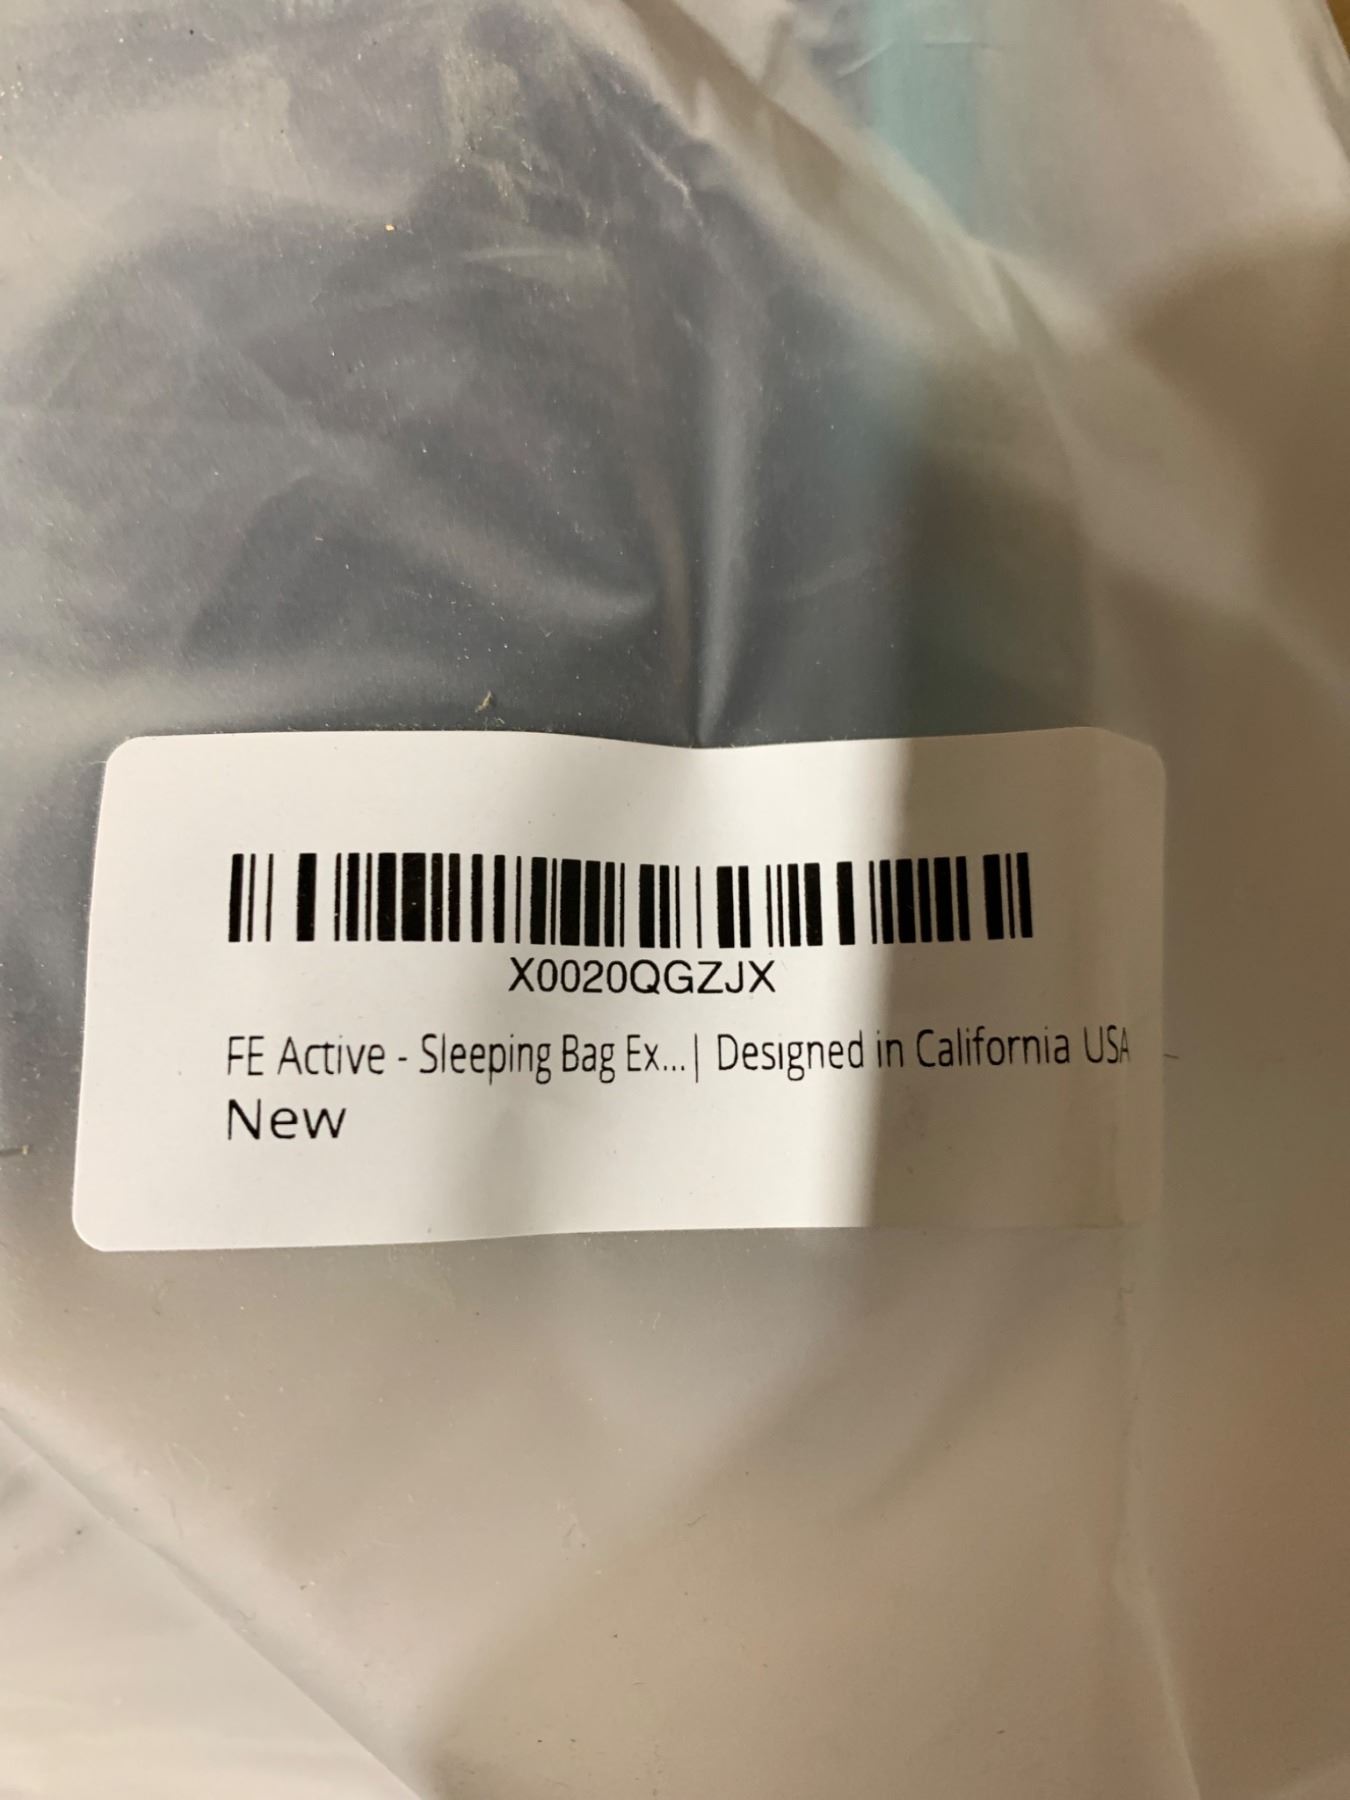 X0020QGZJX
FE Active - Sleeping Bag Ex...| Designed in California USA
New